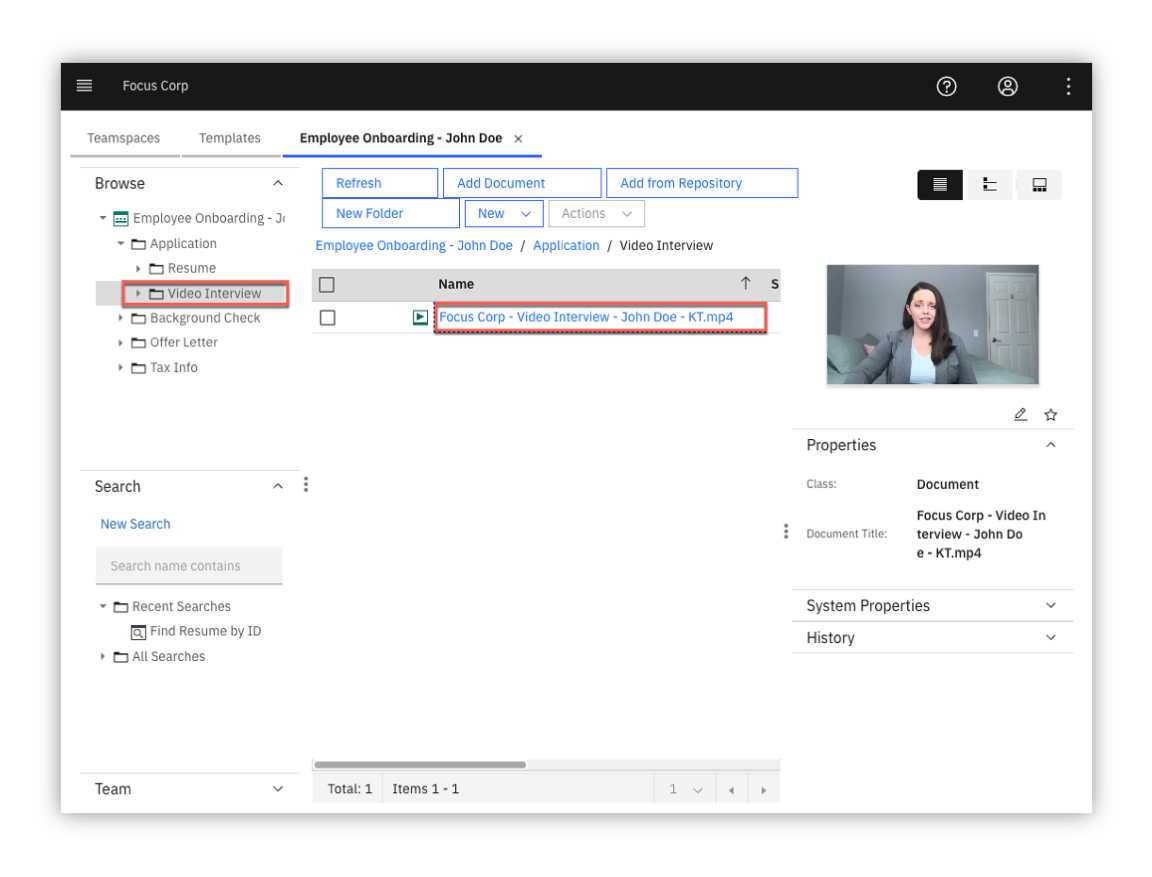 Focus Corp
Teamspaces Templates Employee Onboarding - John Doe
Browse
Employee Onboarding - Jo
Application
Resume
Video Interview
Background Check
Offer Letter
Tax Info
Search
New Search
Search name contains
Recent Searches
Find Resume by ID
All Searches
Team
Refresh Add Document Add from Repository
New Folder New Actions
Employee Onboarding - John Doe / Application / Video Interview
Name S
Focus Corp - Video Interview - John Doe - KT.mp4
Total: 1 Items 1 - 1 1
Properties
Class: Document
Document Title: Focus Corp - Video In
terview - John Do
e - KT.mp4
System Properties
History